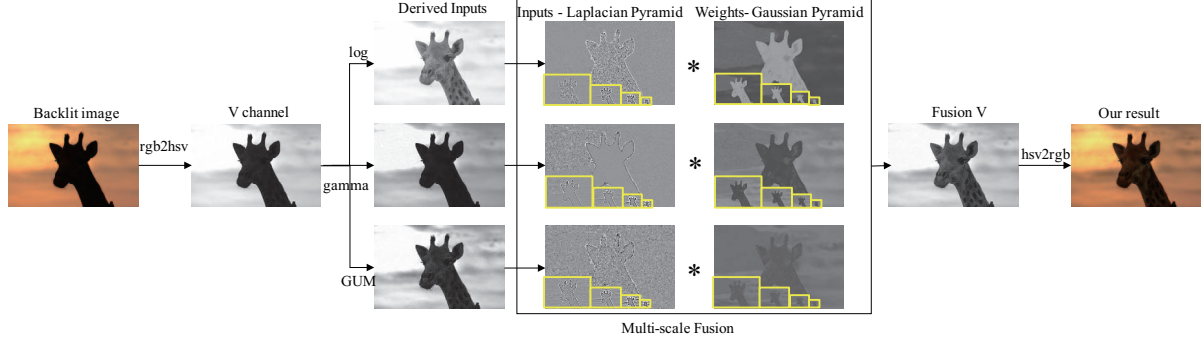 Derived Inputs
Inputs - Laplacian Pyramid
Weights- Gaussian Pyramid
log
*
Backlit image
V channel
Fusion V
Our result
rgb2hsv
gamma
*
hsv2rgb
GUM
*
Multi-scale Fusion